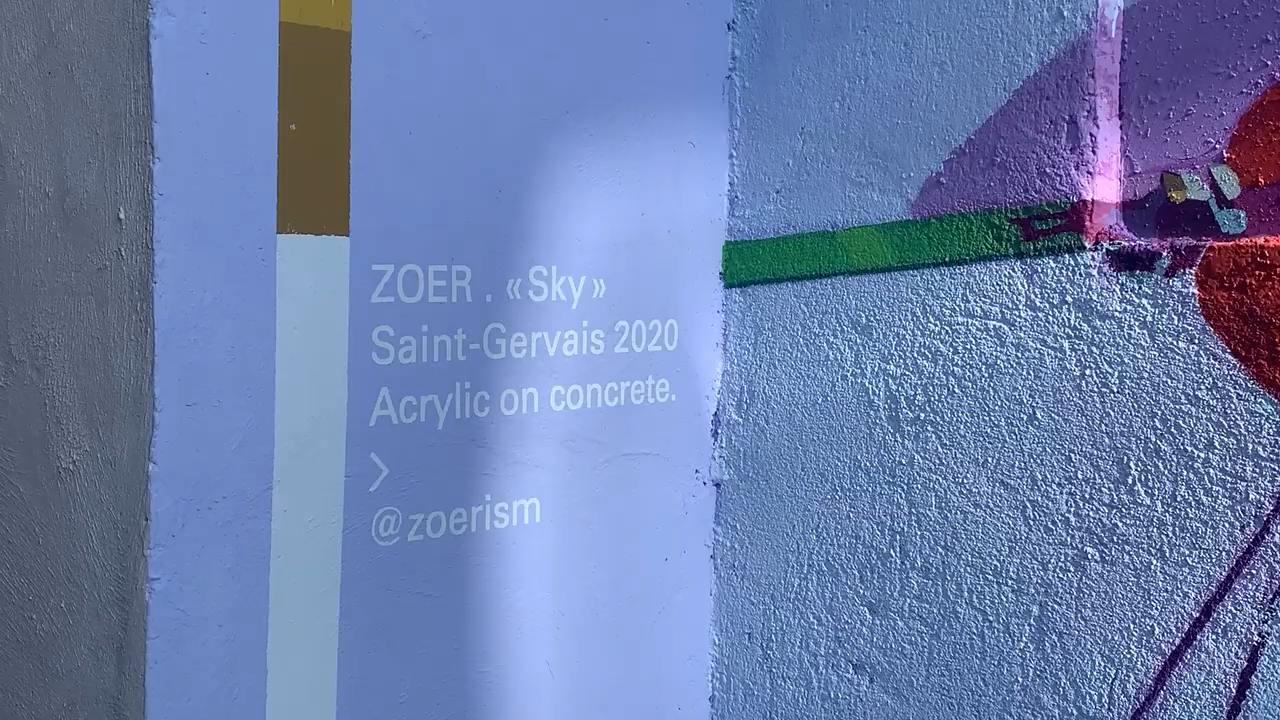 ZOER . «Sky»
Saint-Gervais 2020
Acrylic on concrete.
>
@zoerism